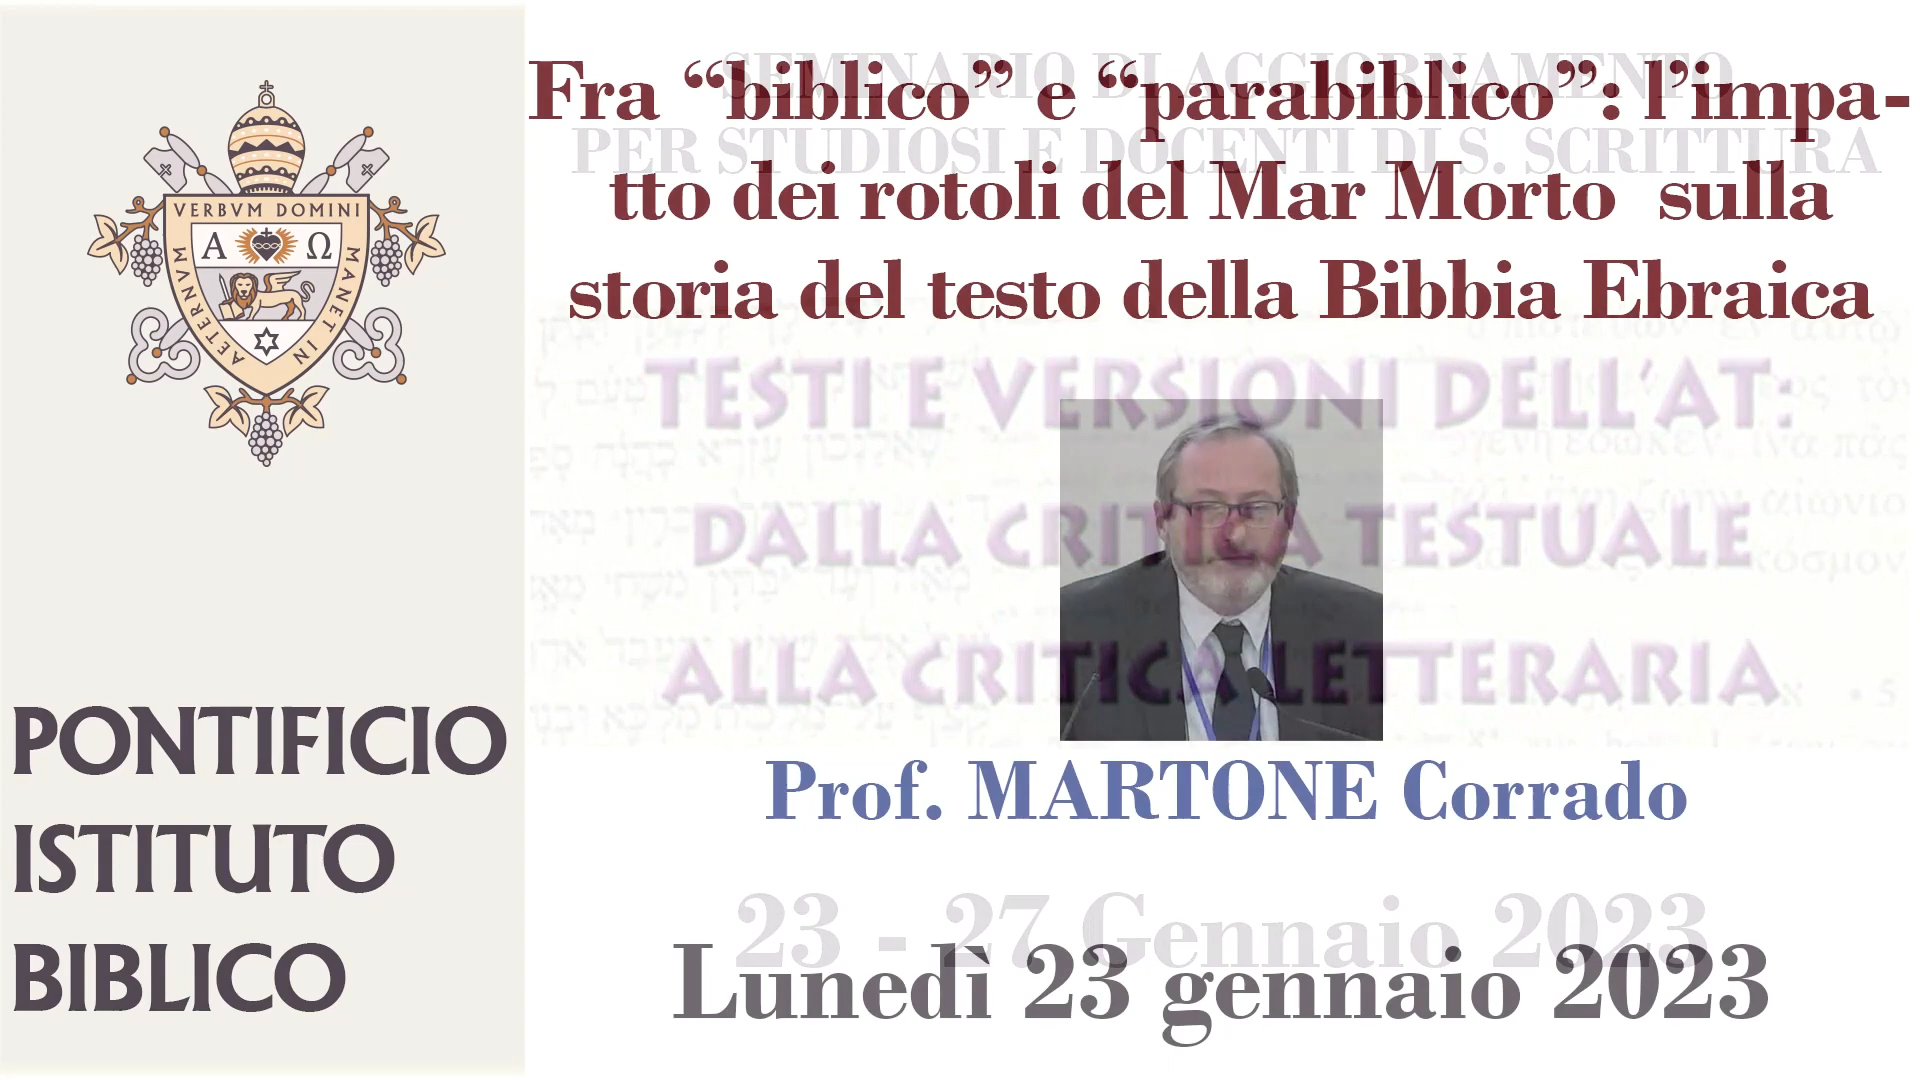 VERBVM DOMINI
MANET IN
AETERNVM
Α Ω
PONTIFICIO
ISTITUTO
BIBLICO
SEMINARIO DI AGGIORNAMENTO
PER STUDIOSI E DOCENTI DI S. SCRITTURA
Fra “biblico” e “parabiblico”: l’impa-
tto dei rotoli del Mar Morto sulla
storia del testo della Bibbia Ebraica
TESTI E VERSIONI DELL’AT:
DALLA CRITICA TESTUALE
ALLA CRITICA LETTERARIA
Prof. MARTONE Corrado
23 - 27 Gennaio 2023
Lunedì 23 gennaio 2023